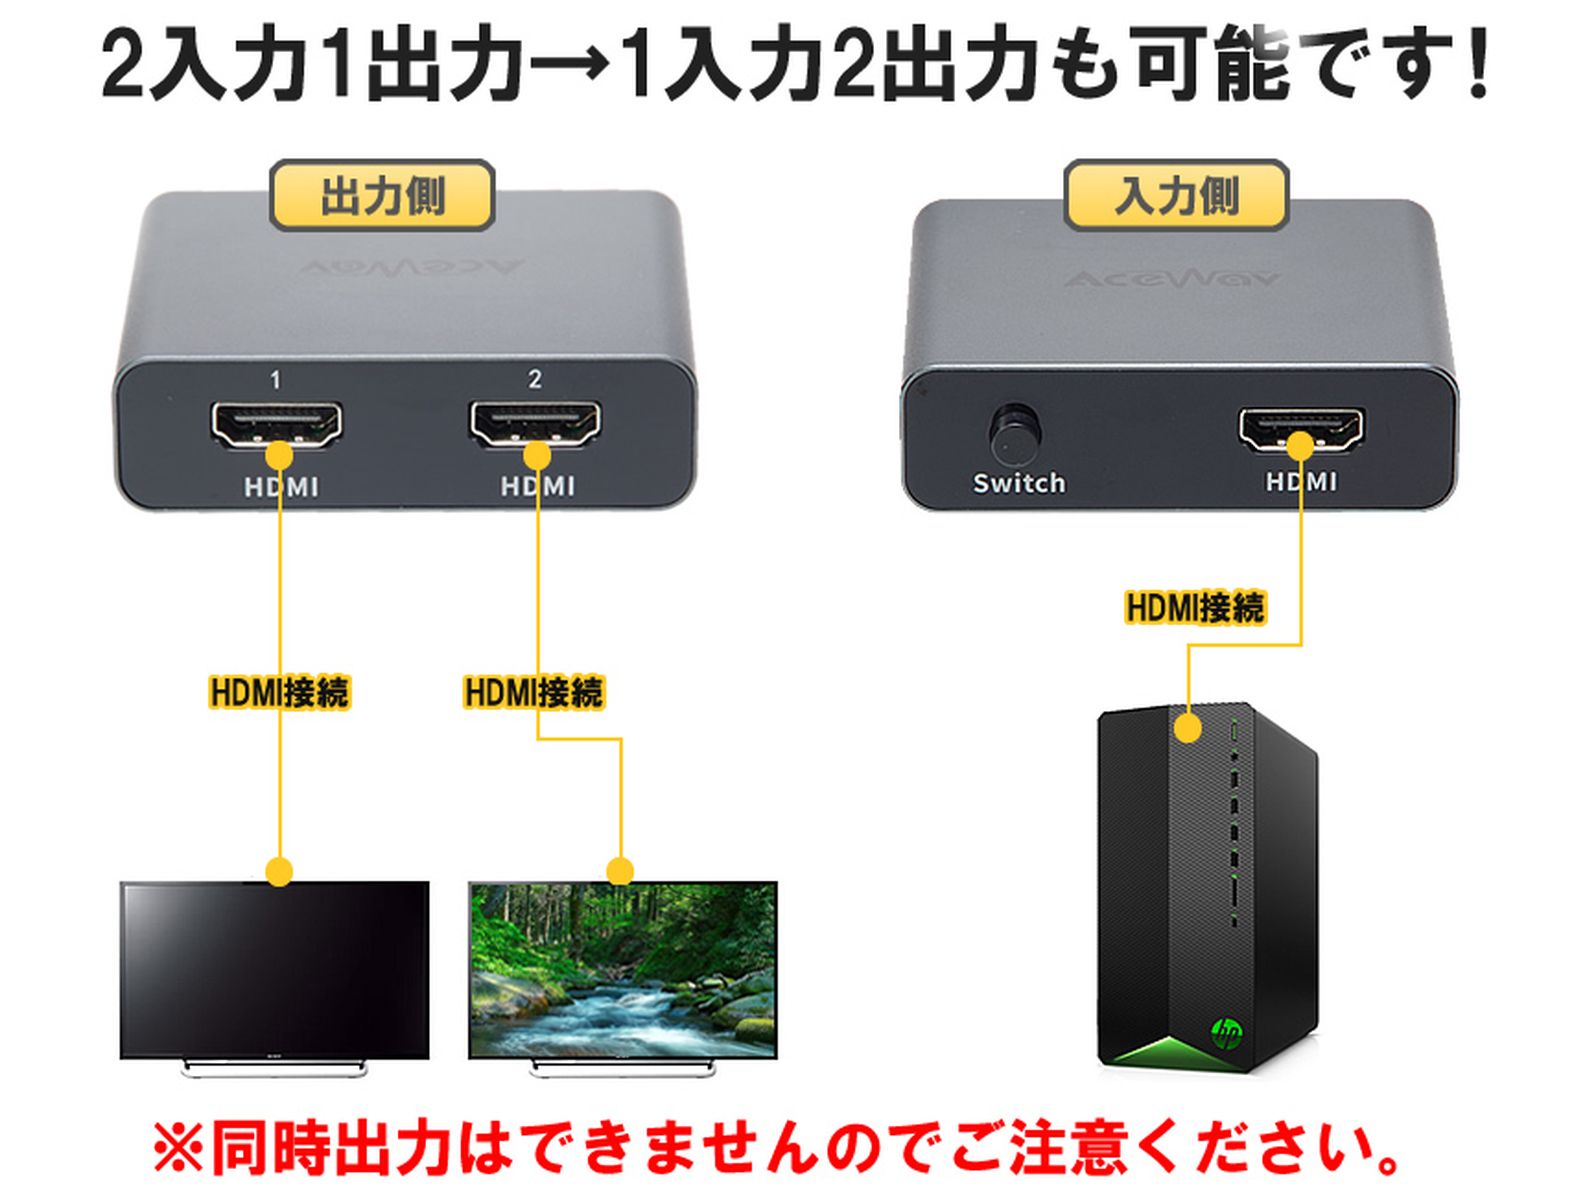 2入力1出力→1入力2出力も可能です!
出力側
入力側
AceWav
AceWav
1
2
HDMI
HDMI
Switch
HDMI
HDMI接続
HDMI接続
HDMI接続
hp
※同時出力はできませんのでご注意ください。